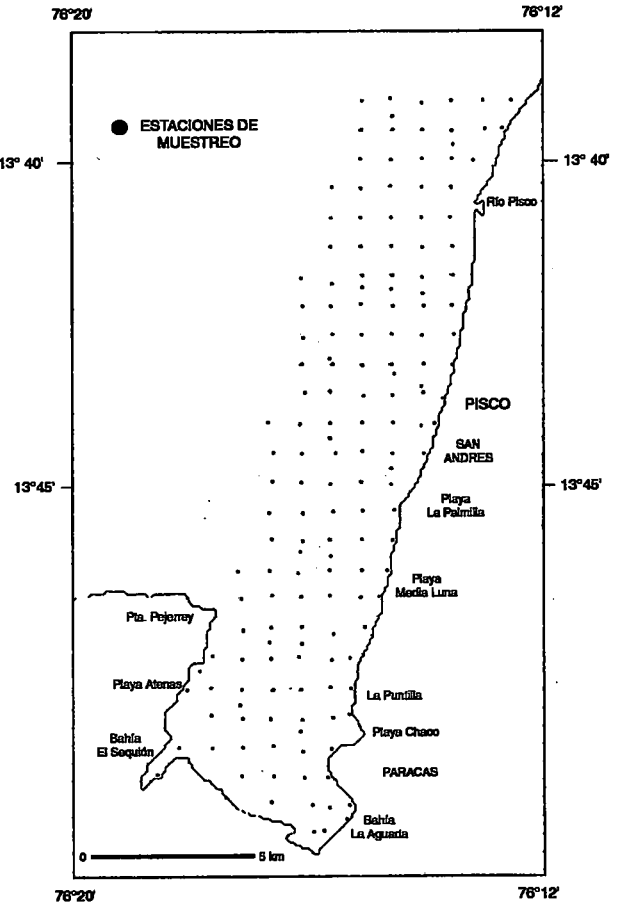 76°20'
76°12'
ESTACIONES DE
MUESTREO
13° 40'
13° 40'
Río Pisco
PISCO
SAN
ANDRES
13°45'
13°45'
Playa
La Palmilla
Playa
Media Luna
Pta. Pejerrey
Playa Atenas
La Puntilla
Bahía
El Sequión
Playa Chaco
PARACAS
Bahía
La Aguada
0
5 km
76°20'
76°12'